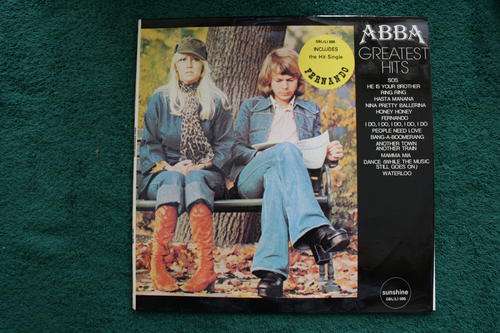 ABBA
GREATEST
HITS
INCLUDES
the Hit Single
FERNANDO
SOS
HE IS YOUR BROTHER
RING RING
HASTA MANANA
NINA PRETTY BALLERINA
HONEY HONEY
FERNANDO
I DO, I DO, I DO, I DO, I DO
PEOPLE NEED LOVE
BANG-A-BOOMERANG
ANOTHER TOWN
ANOTHER TRAIN
MAMMA MIA
DANCE (WHILE THE MUSIC
STILL GOES ON)
WATERLOO
sunshine